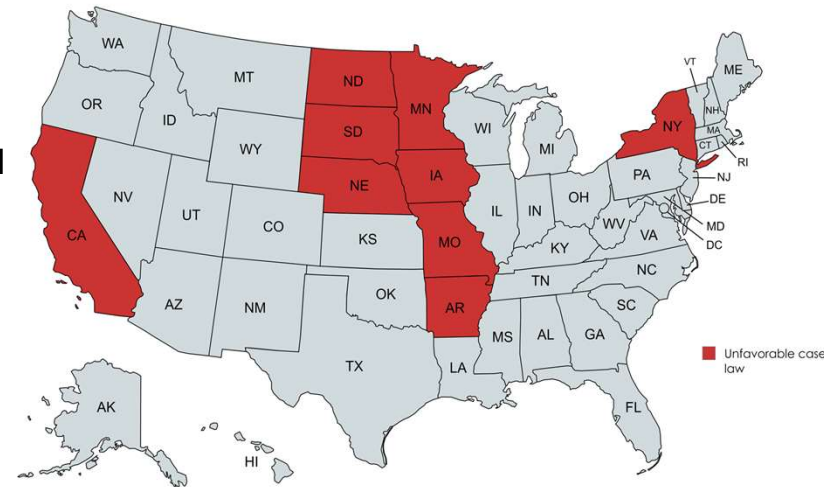 WA
MT
ND
MN
VT
ME
OR
ID
SD
WI
NY
NH
MA
CT
RI
WY
MI
NE
IA
PA
NJ
NV
UT
CO
IL
IN
OH
DE
MD
DC
CA
KS
MO
WV
VA
KY
AZ
NM
OK
AR
TN
NC
SC
MS
AL
GA
TX
LA
FL
AK
HI
Unfavorable case
law